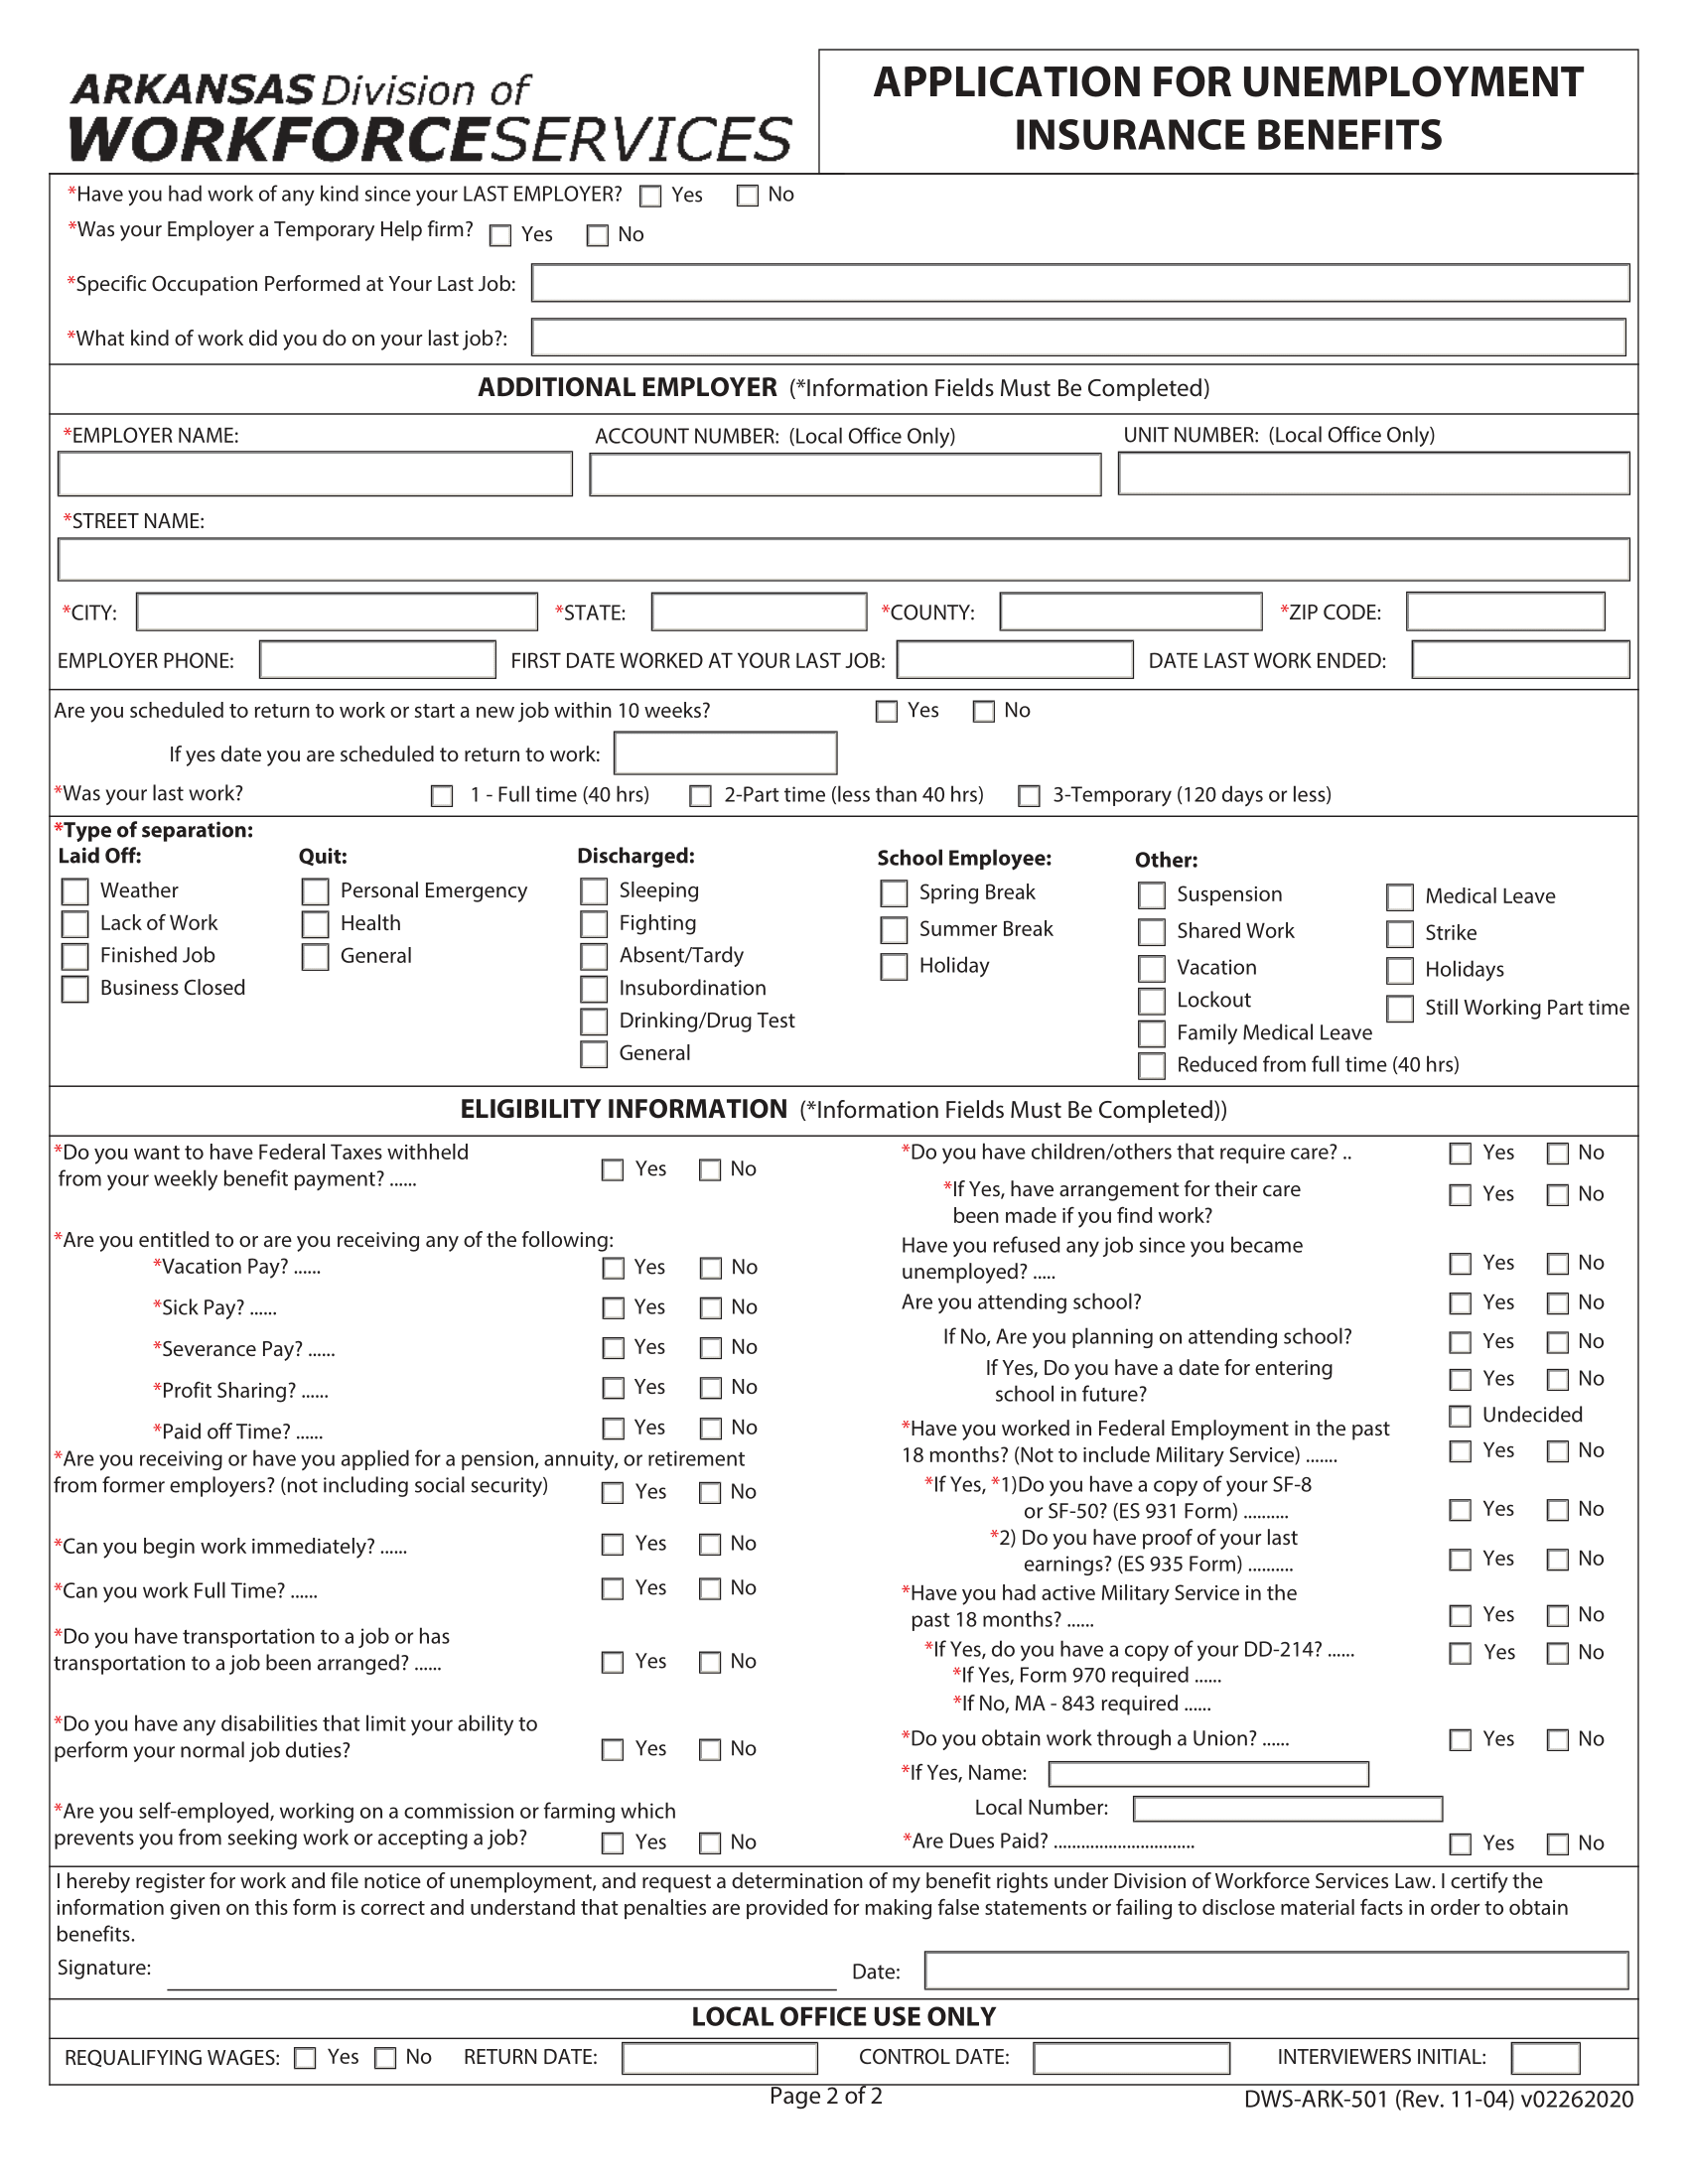 ARKANSAS Division of
WORKFORCESERVICES
APPLICATION FOR UNEMPLOYMENT
INSURANCE BENEFITS
*Have you had work of any kind since your LAST EMPLOYER? Yes No
*Was your Employer a Temporary Help firm? Yes No
*Specific Occupation Performed at Your Last Job:
*What kind of work did you do on your last job?:
ADDITIONAL EMPLOYER (*Information Fields Must Be Completed)
*EMPLOYER NAME: ACCOUNT NUMBER: (Local Office Only) UNIT NUMBER: (Local Office Only)
*STREET NAME:
*CITY: *STATE: *COUNTY: *ZIP CODE:
EMPLOYER PHONE: FIRST DATE WORKED AT YOUR LAST JOB: DATE LAST WORK ENDED:
Are you scheduled to return to work or start a new job within 10 weeks? Yes No
If yes date you are scheduled to return to work:
*Was your last work? 1 - Full time (40 hrs) 2-Part time (less than 40 hrs) 3-Temporary (120 days or less)
*Type of separation:
Laid Off:
Weather
Lack of Work
Finished Job
Business Closed
Quit:
Personal Emergency
Health
General
Discharged:
Sleeping
Fighting
Absent/Tardy
Insubordination
Drinking/Drug Test
General
School Employee:
Spring Break
Summer Break
Holiday
Other:
Suspension
Shared Work
Vacation
Lockout
Family Medical Leave
Reduced from full time (40 hrs)
Medical Leave
Strike
Holidays
Still Working Part time
ELIGIBILITY INFORMATION (*Information Fields Must Be Completed))
*Do you want to have Federal Taxes withheld
from your weekly benefit payment? ...... Yes No
*Are you entitled to or are you receiving any of the following:
*Vacation Pay? ...... Yes No
*Sick Pay? ...... Yes No
*Severance Pay? ...... Yes No
*Profit Sharing? ...... Yes No
*Paid off Time? ...... Yes No
*Are you receiving or have you applied for a pension, annuity, or retirement
from former employers? (not including social security) Yes No
*Can you begin work immediately? ...... Yes No
*Can you work Full Time? ...... Yes No
*Do you have transportation to a job or has
transportation to a job been arranged? ...... Yes No
*Do you have any disabilities that limit your ability to
perform your normal job duties? Yes No
*Are you self-employed, working on a commission or farming which
prevents you from seeking work or accepting a job? Yes No
*Do you have children/others that require care? .. Yes No
*If Yes, have arrangement for their care Yes No
been made if you find work?
Have you refused any job since you became
unemployed? ..... Yes No
Are you attending school? Yes No
If No, Are you planning on attending school? Yes No
If Yes, Do you have a date for entering Yes No
school in future?
Undecided
*Have you worked in Federal Employment in the past
18 months? (Not to include Military Service) ....... Yes No
*If Yes, *1)Do you have a copy of your SF-8
or SF-50? (ES 931 Form) .......... Yes No
*2) Do you have proof of your last
earnings? (ES 935 Form) .......... Yes No
*Have you had active Military Service in the
past 18 months? ...... Yes No
*If Yes, do you have a copy of your DD-214? ...... Yes No
*If Yes, Form 970 required ......
*If No, MA - 843 required ......
*Do you obtain work through a Union? ...... Yes No
*If Yes, Name:
Local Number:
*Are Dues Paid? ............................. Yes No
I hereby register for work and file notice of unemployment, and request a determination of my benefit rights under Division of Workforce Services Law. I certify the
information given on this form is correct and understand that penalties are provided for making false statements or failing to disclose material facts in order to obtain
benefits.
Signature: Date:
LOCAL OFFICE USE ONLY
REQUALIFYING WAGES: Yes No RETURN DATE: CONTROL DATE: INTERVIEWERS INITIAL:
Page 2 of 2
DWS-ARK-501 (Rev. 11-04) v02262020